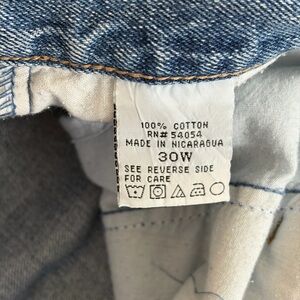 100% COTTON
RN# 54054
MADE IN NICARAGUA
30W
SEE REVERSE SIDE
FOR CARE